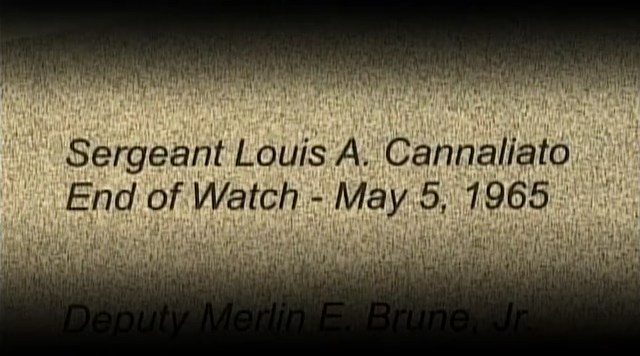 Sergeant Louis A. Cannaliato
End of Watch - May 5, 1965
Deputy Merlin E. Brune, Jr.